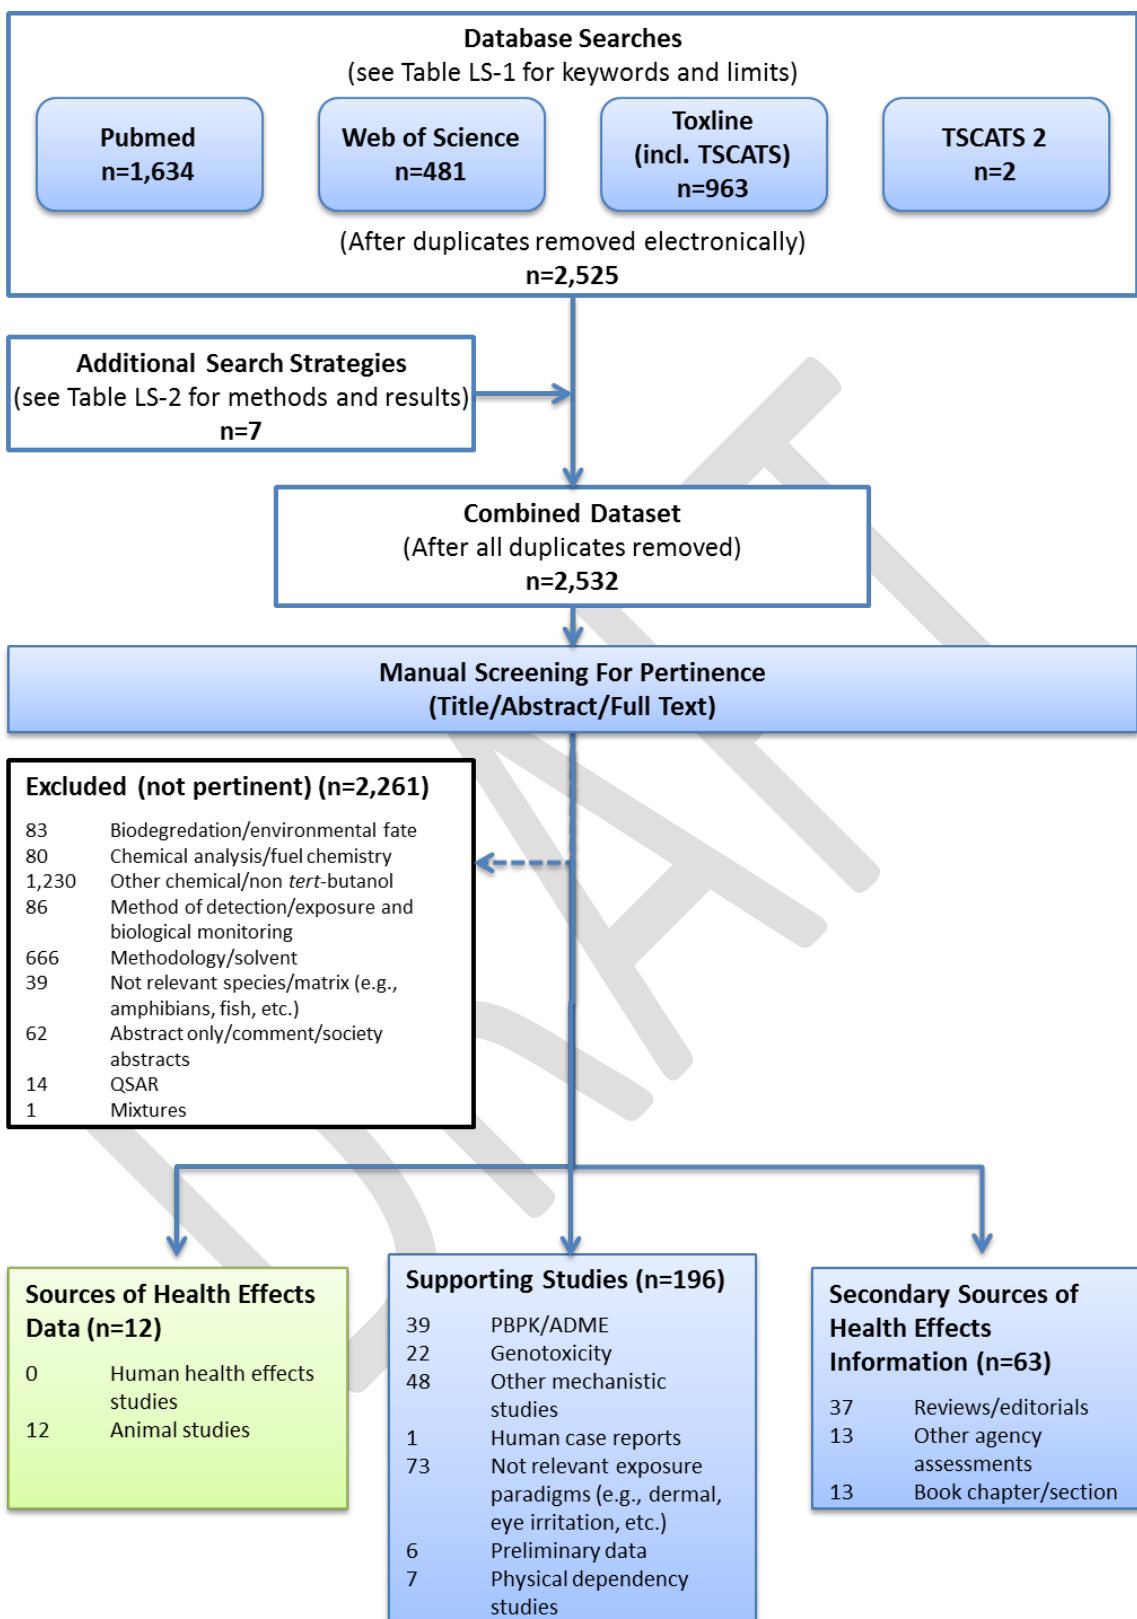 Database Searches
(see Table LS-1 for keywords and limits)
Pubmed
n=1,634
Web of Science
n=481
Toxline
(incl. TSCATS)
n=963
TSCATS 2
n=2
(After duplicates removed electronically)
n=2,525
Additional Search Strategies
(see Table LS-2 for methods and results)
n=7
Combined Dataset
(After all duplicates removed)
n=2,532
Manual Screening For Pertinence
(Title/Abstract/Full Text)
Excluded (not pertinent) (n=2,261)
83 Biodegredation/environmental fate
80 Chemical analysis/fuel chemistry
1,230 Other chemical/non tert-butanol
86 Method of detection/exposure and
biological monitoring
666 Methodology/solvent
39 Not relevant species/matrix (e.g.,
amphibians, fish, etc.)
62 Abstract only/comment/society
abstracts
14 QSAR
1 Mixtures
Sources of Health Effects
Data (n=12)
0 Human health effects
studies
12 Animal studies
Supporting Studies (n=196)
39 PBPK/ADME
22 Genotoxicity
48 Other mechanistic
studies
1 Human case reports
73 Not relevant exposure
paradigms (e.g., dermal,
eye irritation, etc.)
6 Preliminary data
7 Physical dependency
studies
Secondary Sources of
Health Effects
Information (n=63)
37 Reviews/editorials
13 Other agency
assessments
13 Book chapter/section
DRAFT